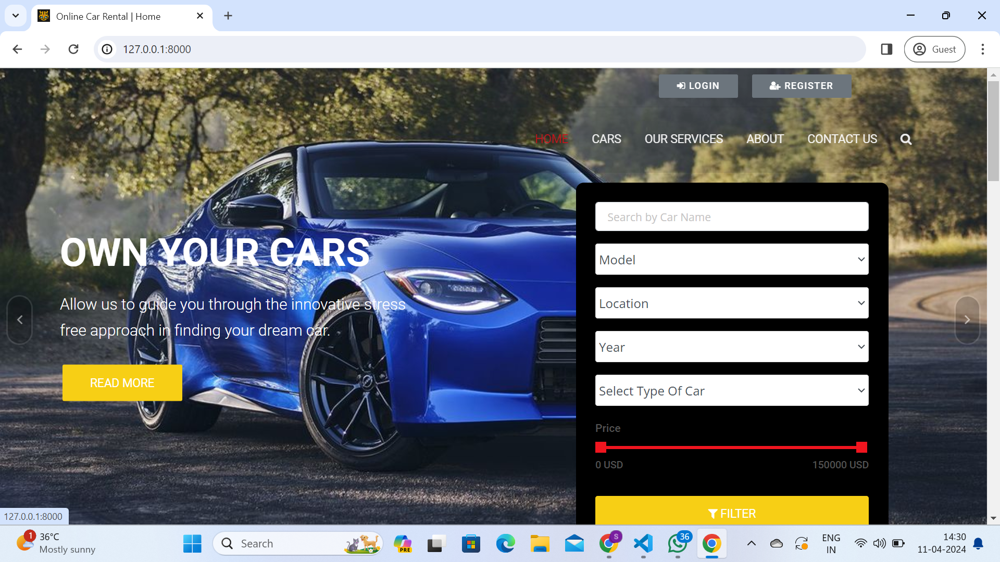 Online Car Rental | Home
127.0.0.1:8000
Guest
LOGIN
REGISTER
HOME
CARS
OUR SERVICES
ABOUT
CONTACT US
OWN YOUR CARS
Allow us to guide you through the innovative stress
free approach in finding your dream car.
READ MORE
Search by Car Name
Model
Location
Year
Select Type Of Car
Price
0 USD
150000 USD
FILTER
127.0.0.1:8000
1
36°C
Mostly sunny
Search
PRE
S
36
ENG
IN
14:30
11-04-2024